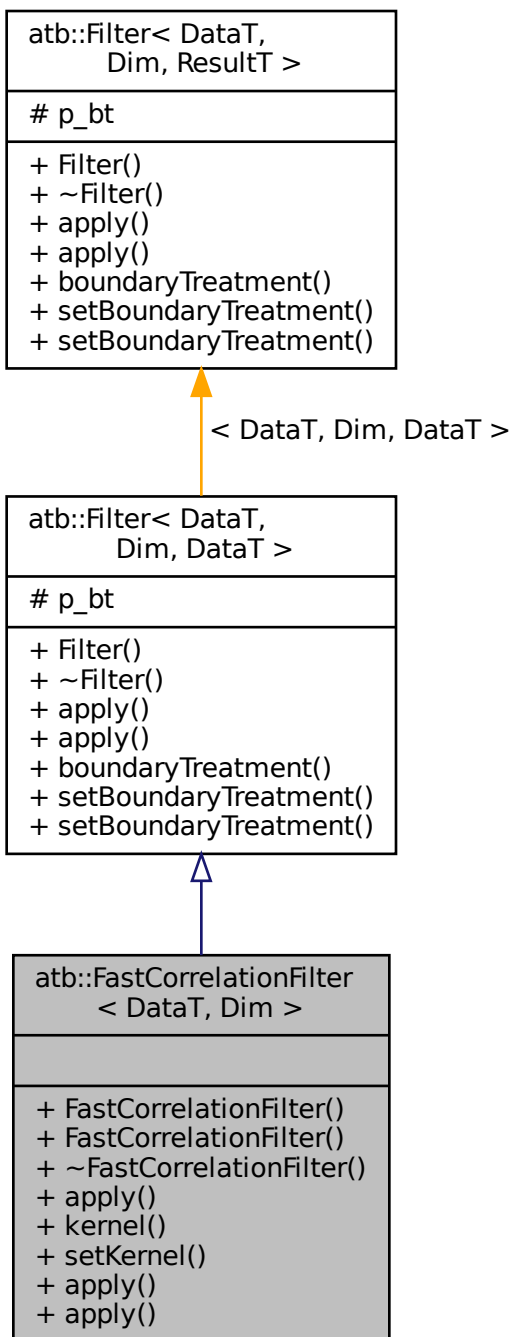 atb::Filter< DataT,
Dim, ResultT >
# p_bt
+ Filter()
+ ~Filter()
+ apply()
+ apply()
+ boundaryTreatment()
+ setBoundaryTreatment()
+ setBoundaryTreatment()
< DataT, Dim, DataT >
atb::Filter< DataT,
Dim, DataT >
# p_bt
+ Filter()
+ ~Filter()
+ apply()
+ apply()
+ boundaryTreatment()
+ setBoundaryTreatment()
+ setBoundaryTreatment()
atb::FastCorrelationFilter
< DataT, Dim >
+ FastCorrelationFilter()
+ FastCorrelationFilter()
+ ~FastCorrelationFilter()
+ apply()
+ kernel()
+ setKernel()
+ apply()
+ apply()